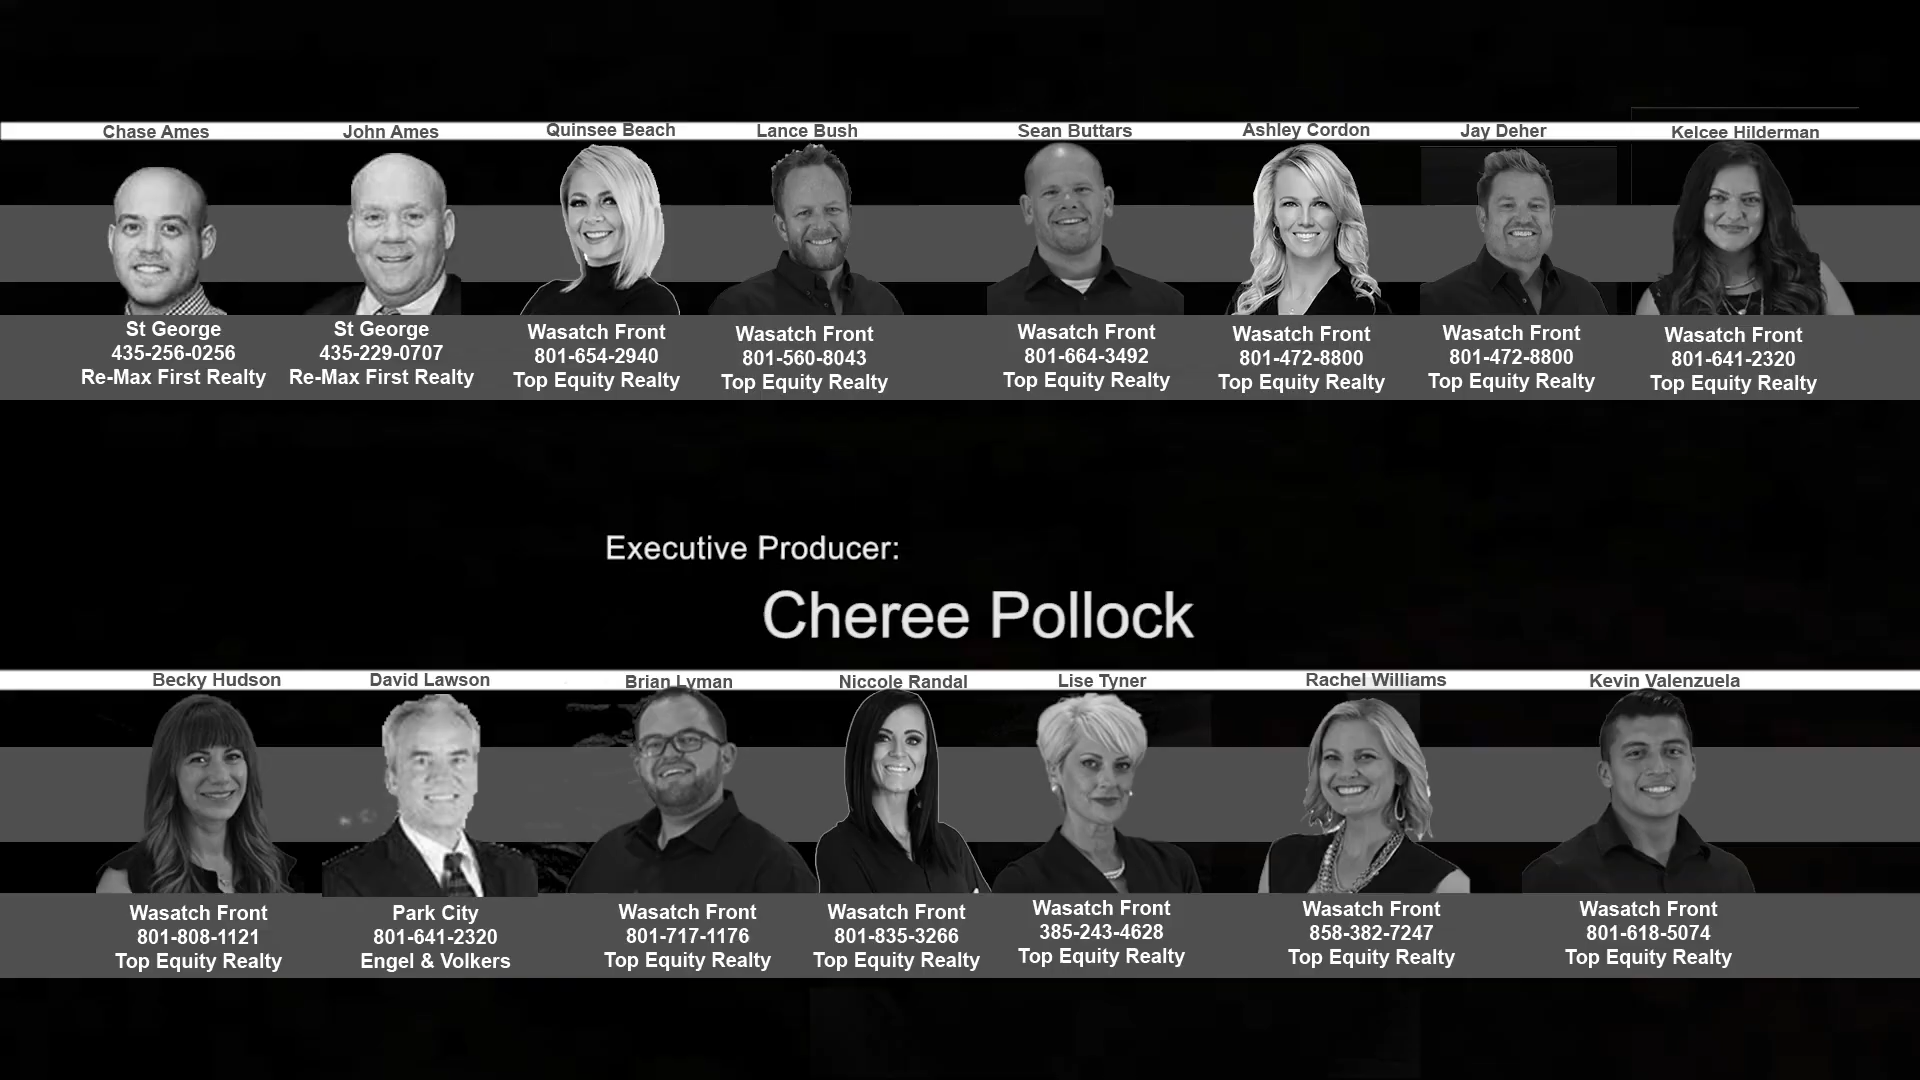 Chase Ames
St George
435-256-0256
Re-Max First Realty
John Ames
St George
435-229-0707
Re-Max First Realty
Quinsee Beach
Wasatch Front
801-654-2940
Top Equity Realty
Lance Bush
Wasatch Front
801-560-8043
Top Equity Realty
Sean Buttars
Wasatch Front
801-664-3492
Top Equity Realty
Ashley Cordon
Wasatch Front
801-472-8800
Top Equity Realty
Jay Deher
Wasatch Front
801-472-8800
Top Equity Realty
Kelcee Hilderman
Wasatch Front
801-641-2320
Top Equity Realty
Executive Producer:
Cheree Pollock
Becky Hudson
Wasatch Front
801-808-1121
Top Equity Realty
David Lawson
Park City
801-641-2320
Engel & Volkers
Brian Lyman
Wasatch Front
801-717-1176
Top Equity Realty
Niccole Randal
Wasatch Front
801-835-3266
Top Equity Realty
Lise Tyner
Wasatch Front
385-243-4628
Top Equity Realty
Rachel Williams
Wasatch Front
858-382-7247
Top Equity Realty
Kevin Valenzuela
Wasatch Front
801-618-5074
Top Equity Realty